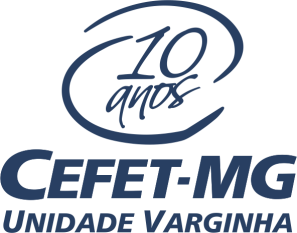 10
anos
CEFET-MG
UNIDADE VARGINHA